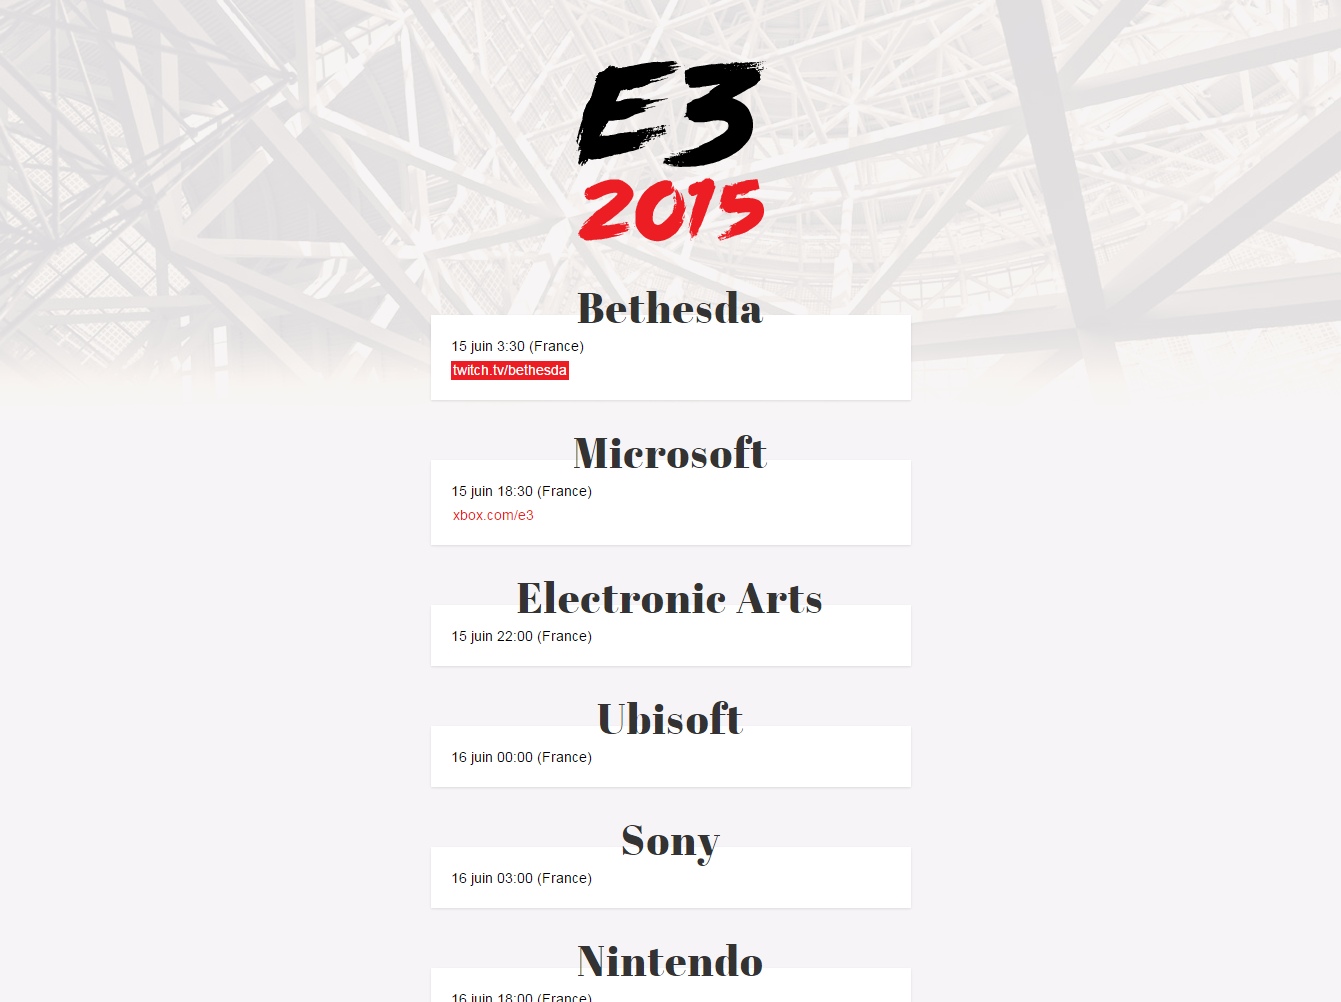 E3
2015
Bethesda
15 juin 3:30 (France)
twitch.tv/bethesda
Microsoft
15 juin 18:30 (France)
xbox.com/e3
Electronic Arts
15 juin 22:00 (France)
Ubisoft
16 juin 00:00 (France)
Sony
16 juin 03:00 (France)
Nintendo
16 juin 18:00 (France)